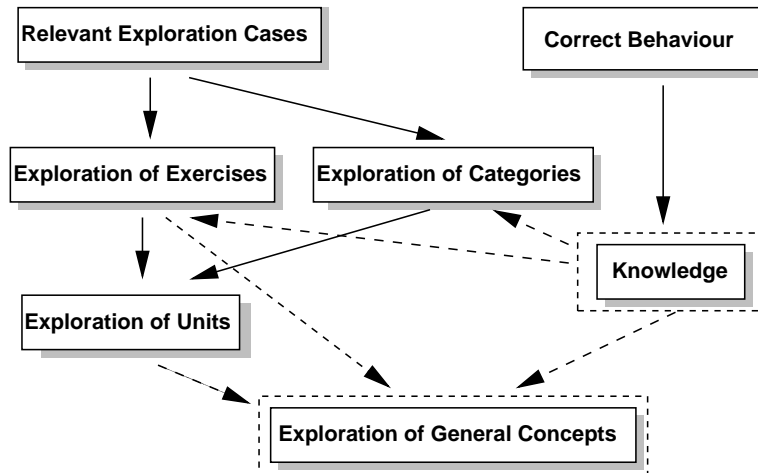 Relevant Exploration Cases
Correct Behaviour
Exploration of Exercises
Exploration of Categories
Knowledge
Exploration of Units
Exploration of General Concepts